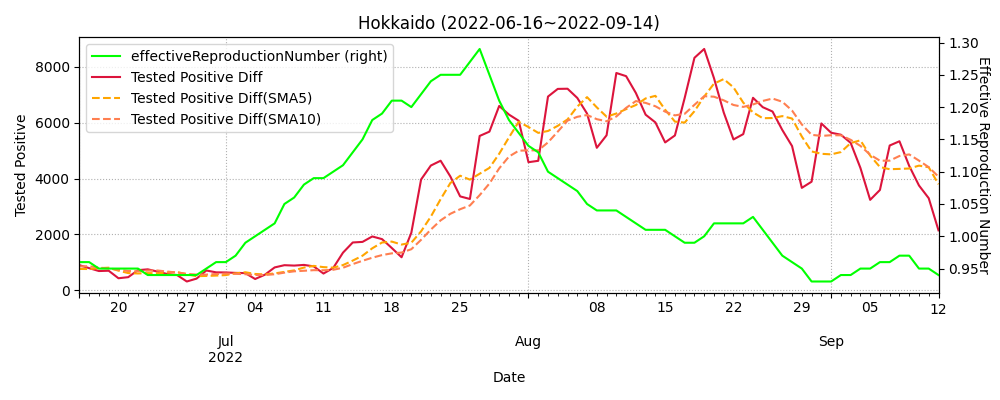 Hokkaido (2022-06-16~2022-09-14)
effectiveReproductionNumber (right)
Tested Positive Diff
Tested Positive Diff(SMA5)
Tested Positive Diff(SMA10)
Tested Positive
8000
6000
4000
2000
0
1.30
1.25
1.20
1.15
1.10
1.05
1.00
0.95
Effective Reproduction Number
20 27 04 11 18 25 08 15 22 29 05 12
Jul Aug Sep
2022
Date